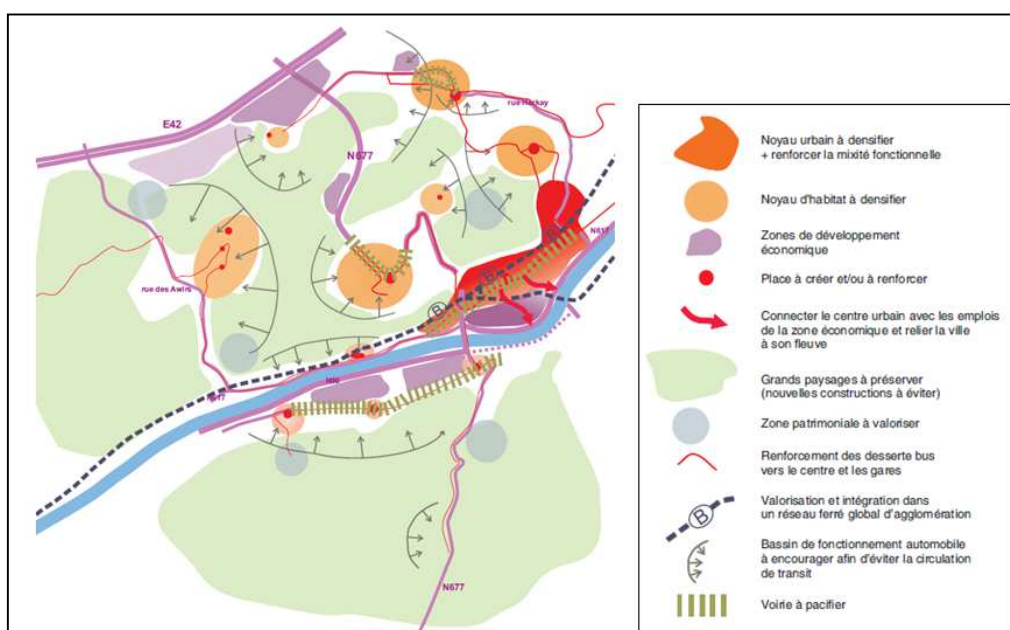 E42
N677
rue Harkay
N617
rue des Awirs
N90
N617
B
B
B
N677
Noyau urbain à densifier
+ renforcer la mixité fonctionnelle
Noyau d'habitat à densifier
Zones de développement
économique
Place à créer et/ou à renforcer
Connecter le centre urbain avec les emplois
de la zone économique et relier la ville
à son fleuve
Grands paysages à préserver
(nouvelles constructions à éviter)
Zone patrimoniale à valoriser
Renforcement des desserte bus
vers le centre et les gares
Valorisation et intégration dans
un réseau ferré global d'agglomération
B
Bassin de fonctionnement automobile
à encourager afin d'éviter la circulation
de transit
Voirie à pacifier